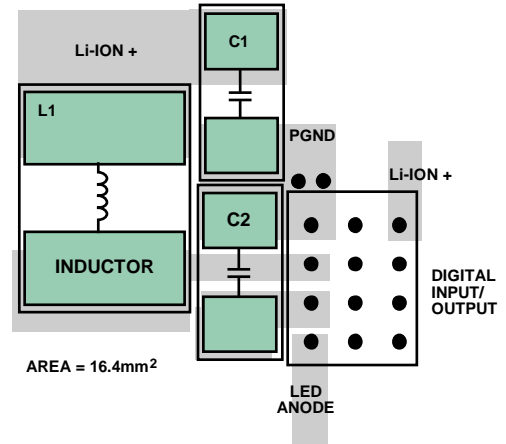 Li-ION +
C1
L1
PGND
Li-ION +
C2
INDUCTOR
DIGITAL
INPUT/
OUTPUT
AREA = 16.4mm²
LED
ANODE